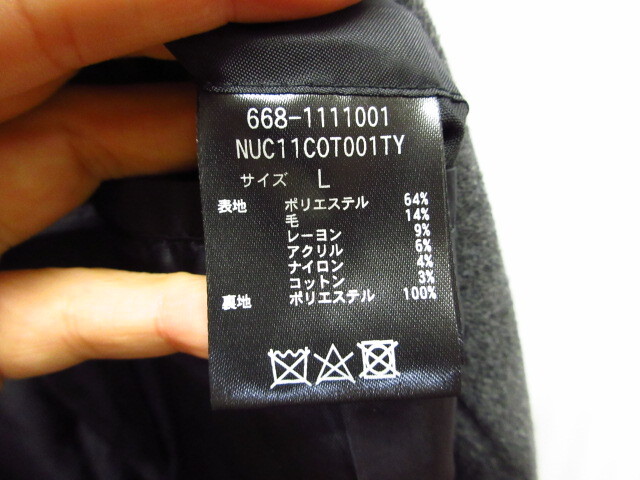 668-1111001
NUC11COT001TY
サイズ L
表地 ポリエステル 64%
毛 14%
レーヨン 9%
アクリル 6%
ナイロン 4%
コットン 3%
裏地 ポリエステル 100%